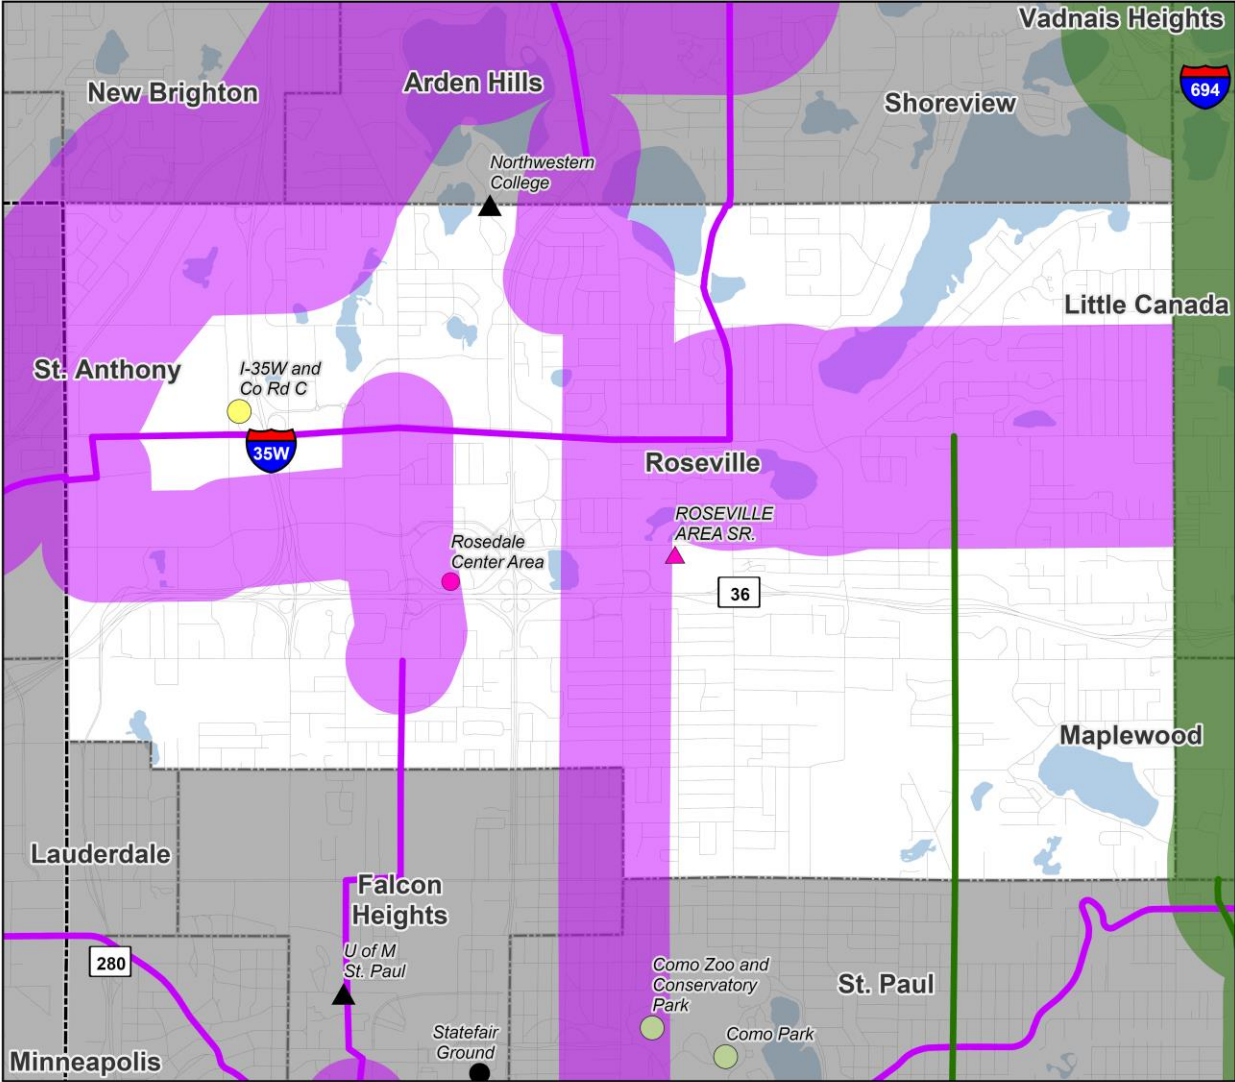 Vadnais Heights
New Brighton
Arden Hills
694
Shoreview
Northwestern
College
Little Canada
St. Anthony
I-35W and
Co Rd C
35W
Roseville
ROSEVILLE
AREA SR.
Rosedale
Center Area
36
Maplewood
Lauderdale
Falcon
Heights
280
U of M
St. Paul
Como Zoo and
Conservatory
Park
St. Paul
Statefair
Ground
Como Park
Minneapolis